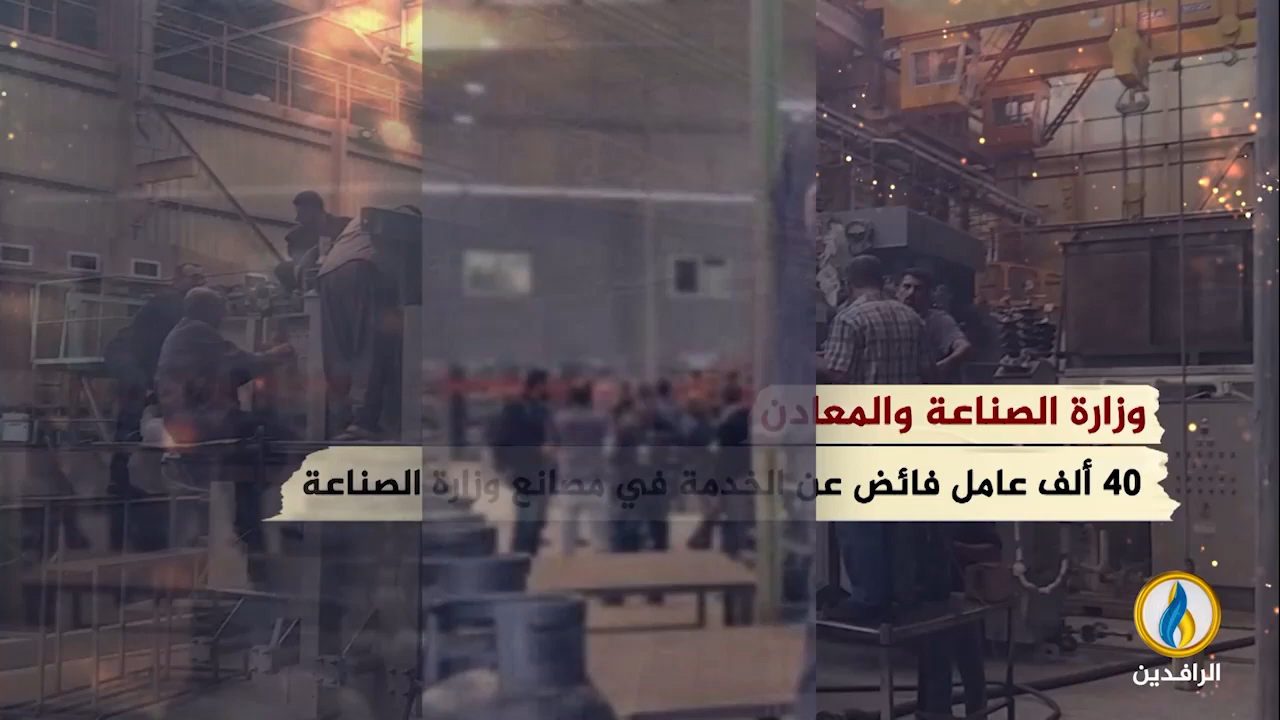 وزارة الصناعة والمعادن
40 ألف عامل فائض عن الخدمة في مصانع وزارة الصناعة
الرافدين